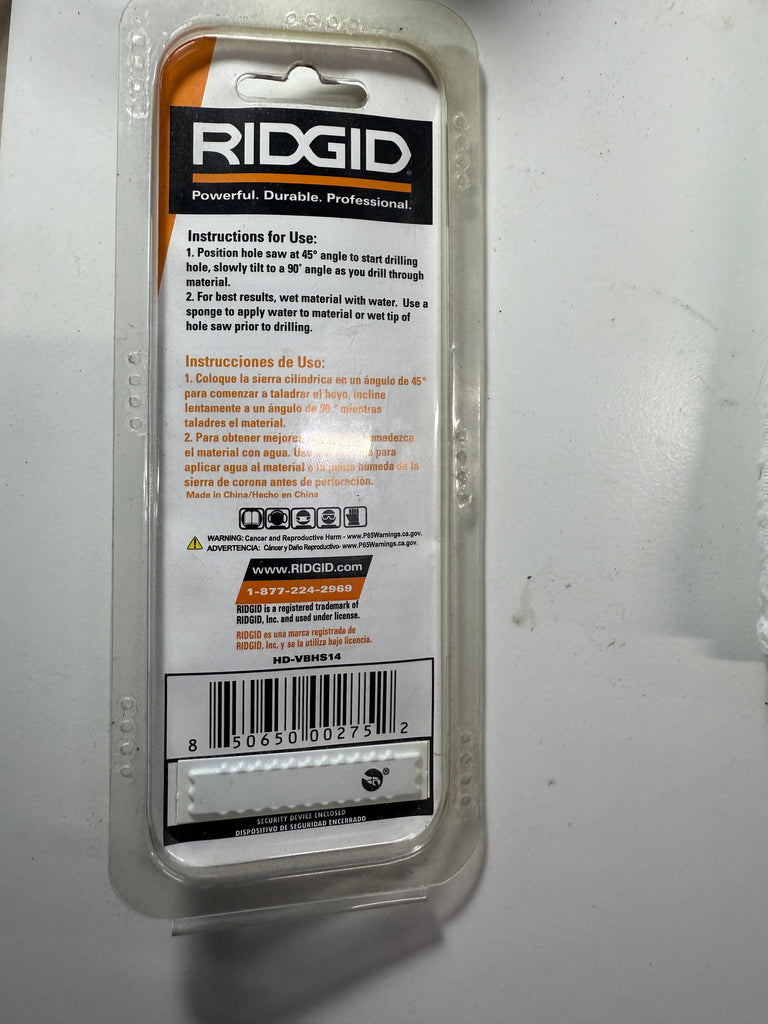 RIDGID®
Powerful. Durable. Professional.
Instructions for Use:
1. Position hole saw at 45° angle to start drilling
hole, slowly tilt to a 90° angle as you drill through
material.
2. For best results, wet material with water. Use a
sponge to apply water to material or wet tip of
hole saw prior to drilling.
Instrucciones de Uso:
1. Coloque la sierra cilíndrica en un ángulo de 45°
para comenzar a taladrar el hoyo, incline
lentamente a un ángulo de 90 ° mientras
taladres el material.
2. Para obtener mejores humedezca
el material con agua. para
aplicar agua al material o la punta húmeda de la
sierra de corona antes de perforación.
Made in China/Hecho en China
WARNING: Cancer and Reproductive Harm - www.P65Warnings.ca.gov.
ADVERTENCIA: Cáncer y Daño Reproductivo- www.P65Warnings.ca.gov.
www.RIDGID.com
1-877-224-2969
RIDGID is a registered trademark of
RIDGID, Inc. and used under license.
RIDGID es una marca registrada de
RIDGID, Inc, y se la utiliza bajo licencia.
HD-VBHS14
8 50650 00275 2
®
SECURITY DEVICE ENCLOSED
DISPOSITIVO DE SEGURIDAD ENCERRADO